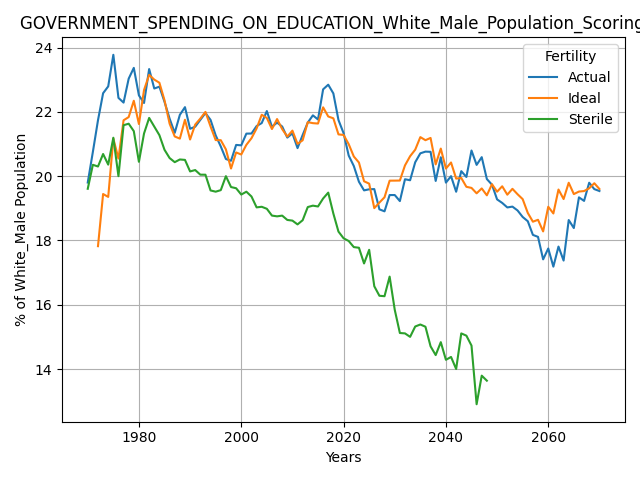 GOVERNMENT_SPENDING_ON_EDUCATION_White_Male_Population_Scoring
Fertility
Actual
Ideal
Sterile
% of White_Male Population
24
22
20
18
16
14
1980
2000
2020
2040
2060
Years